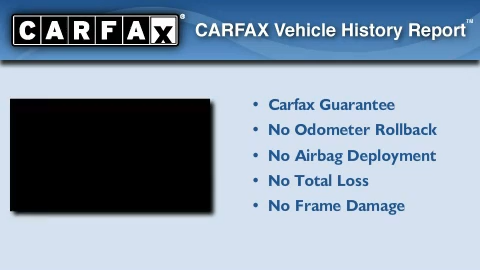 CARFAX® CARFAX Vehicle History Report™
• Carfax Guarantee
• No Odometer Rollback
• No Airbag Deployment
• No Total Loss
• No Frame Damage